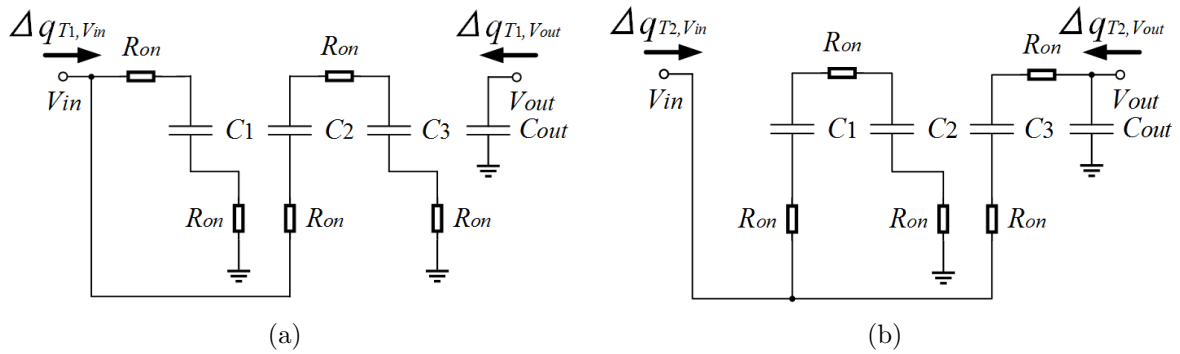 Δq_{T1,Vin}
Ron
Ron
Δq_{T1,Vout}
Vin
Vout
C1
C2
C3
Cout
Ron
Ron
Ron
(a)
Δq_{T2,Vin}
Ron
Ron
Δq_{T2,Vout}
Vin
Vout
C1
C2
C3
Cout
Ron
Ron
Ron
(b)